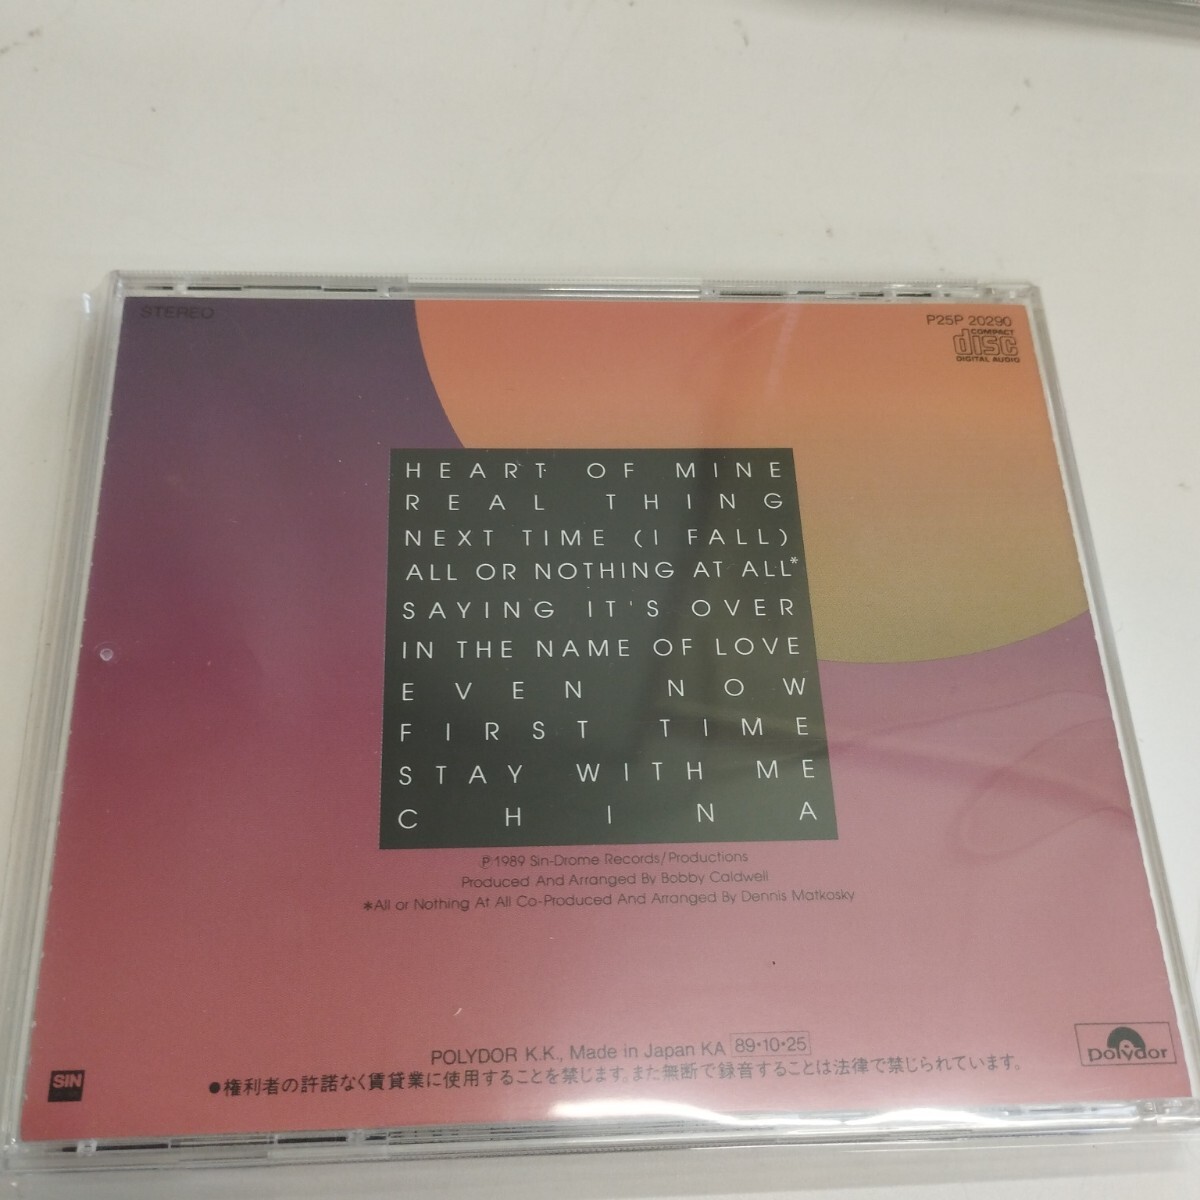 STEREO
P25P 20290
COMPACT
disc
DIGITAL AUDIO
HEART OF MINE
REAL THING
NEXT TIME (I FALL)
ALL OR NOTHING AT ALL*
SAYING IT'S OVER
IN THE NAME OF LOVE
EVEN NOW
FIRST TIME
STAY WITH ME
CHINA
℗1989 Sin-Drome Records/Productions
Produced And Arranged By Bobby Caldwell
*All or Nothing At All Co-Produced And Arranged By Dennis Matkosky
POLYDOR K.K., Made in Japan KA 89・10・25
●権利者の許諾なく賃貸業に使用することを禁じます。また無断で録音することは法律で禁じられています。
SIN
polydor